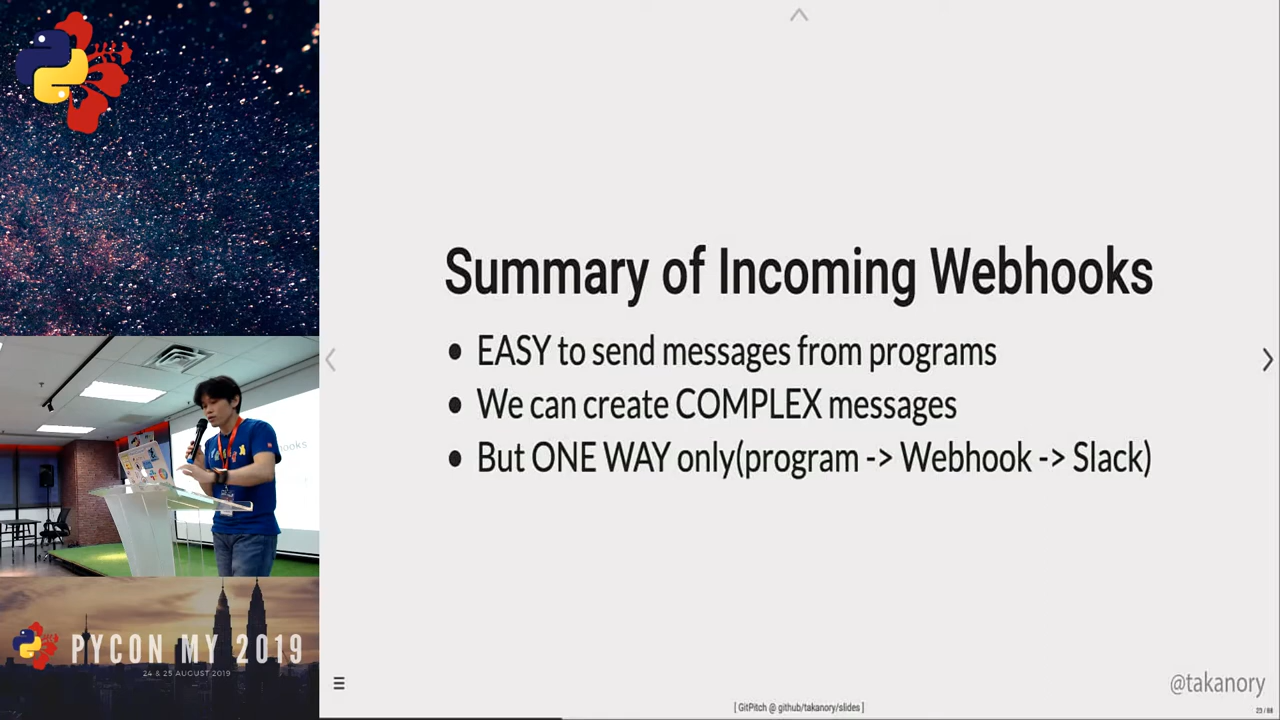 Summary of Incoming Webhooks
• EASY to send messages from programs
• We can create COMPLEX messages
• But ONE WAY only(program -> Webhook -> Slack)
@takanory
[ GitPitch @ github/takanory/slides ]
PYCON MY 2019
24 & 25 AUGUST 2019